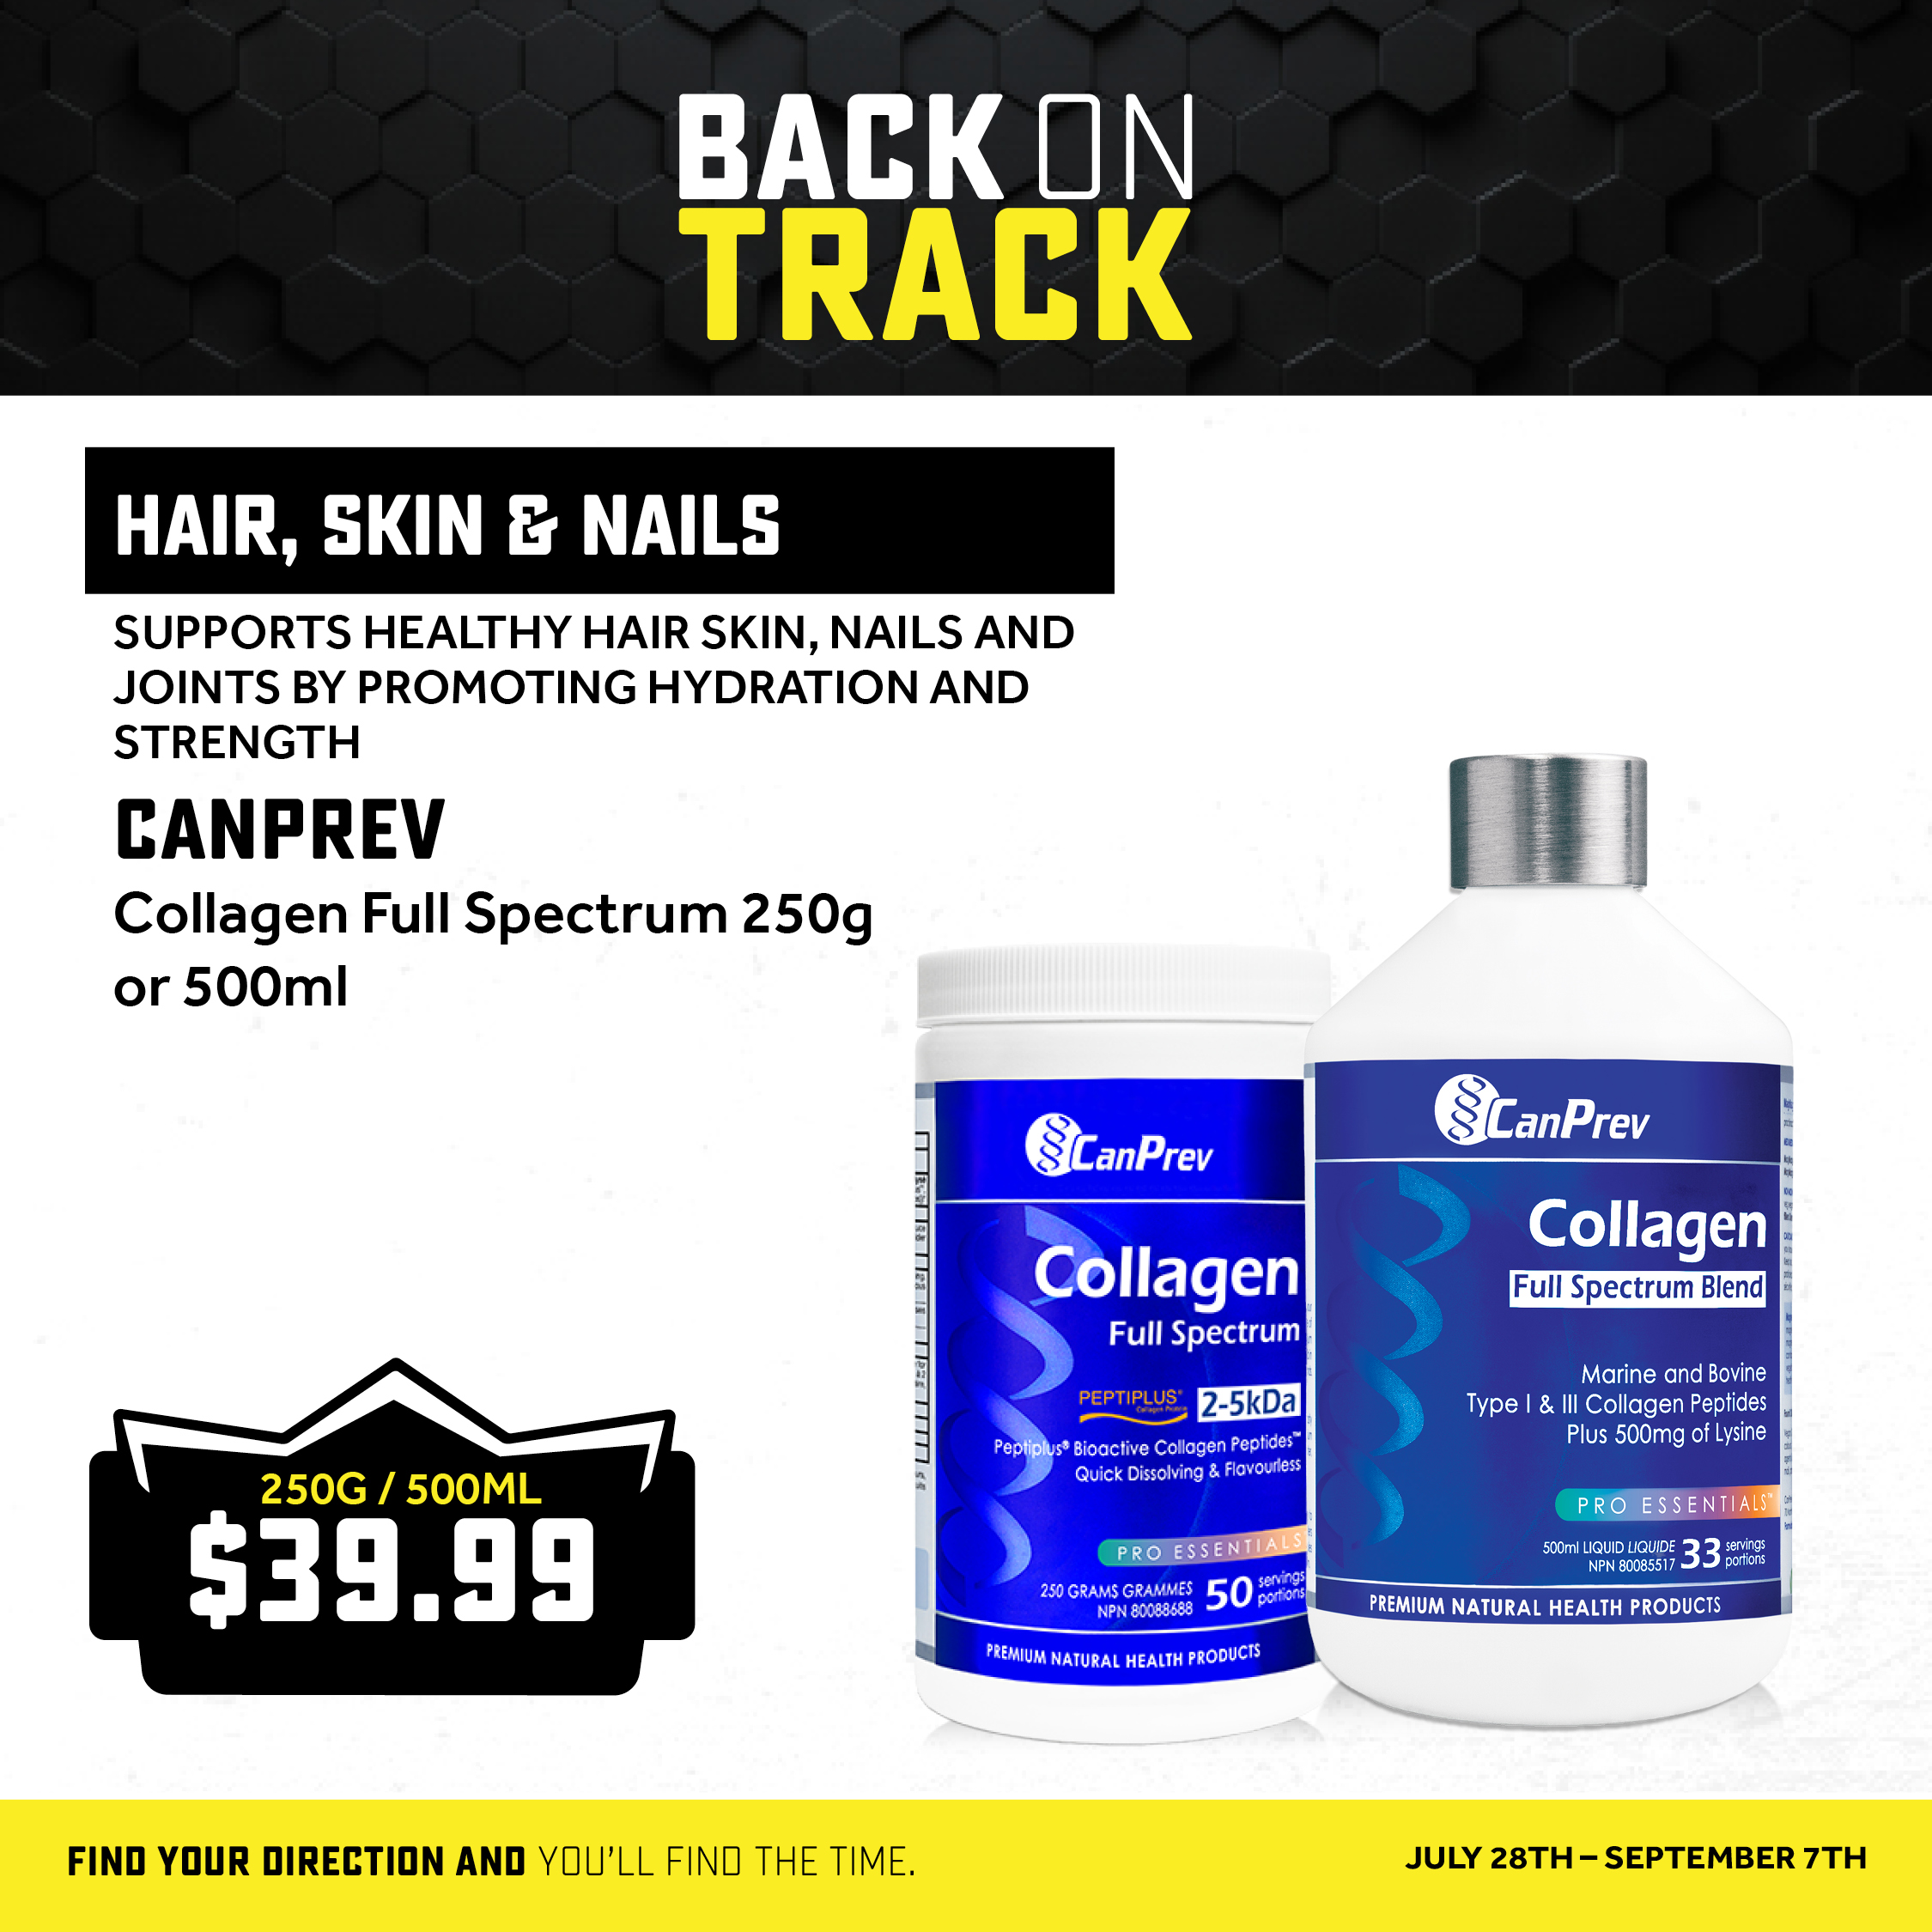 BACK ON
TRACK
HAIR, SKIN & NAILS
SUPPORTS HEALTHY HAIR SKIN, NAILS AND
JOINTS BY PROMOTING HYDRATION AND
STRENGTH
CANPREV
Collagen Full Spectrum 250g
or 500ml
250G / 500ML
$39.99
CanPrev
Collagen
Full Spectrum
PEPTIPLUS®
Collagen Protein
2-5kDa
Peptiplus® Bioactive Collagen Peptides™
Quick Dissolving & Flavourless
PRO ESSENTIALS
250 GRAMS GRAMMES
NPN 80088688
50 servings
portions
PREMIUM NATURAL HEALTH PRODUCTS
CanPrev
Collagen
Full Spectrum Blend
Marine and Bovine
Type I & III Collagen Peptides
Plus 500mg of Lysine
PRO ESSENTIALS™
500ml LIQUID LIQUIDE
NPN 80085517
33 servings
portions
PREMIUM NATURAL HEALTH PRODUCTS
FIND YOUR DIRECTION AND YOU'LL FIND THE TIME.
JULY 28TH – SEPTEMBER 7TH